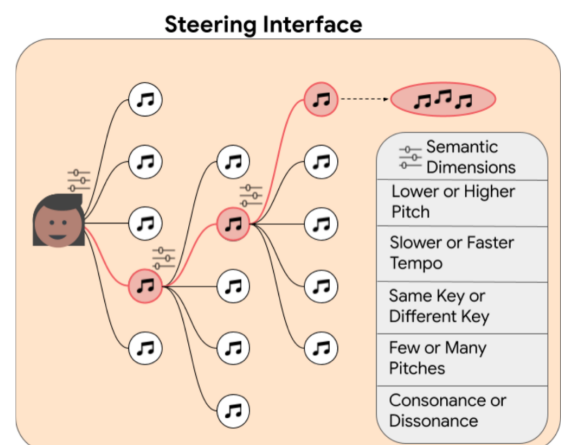 Steering Interface
Semantic
Dimensions
Lower or Higher
Pitch
Slower or Faster
Tempo
Same Key or
Different Key
Few or Many
Pitches
Consonance or
Dissonance